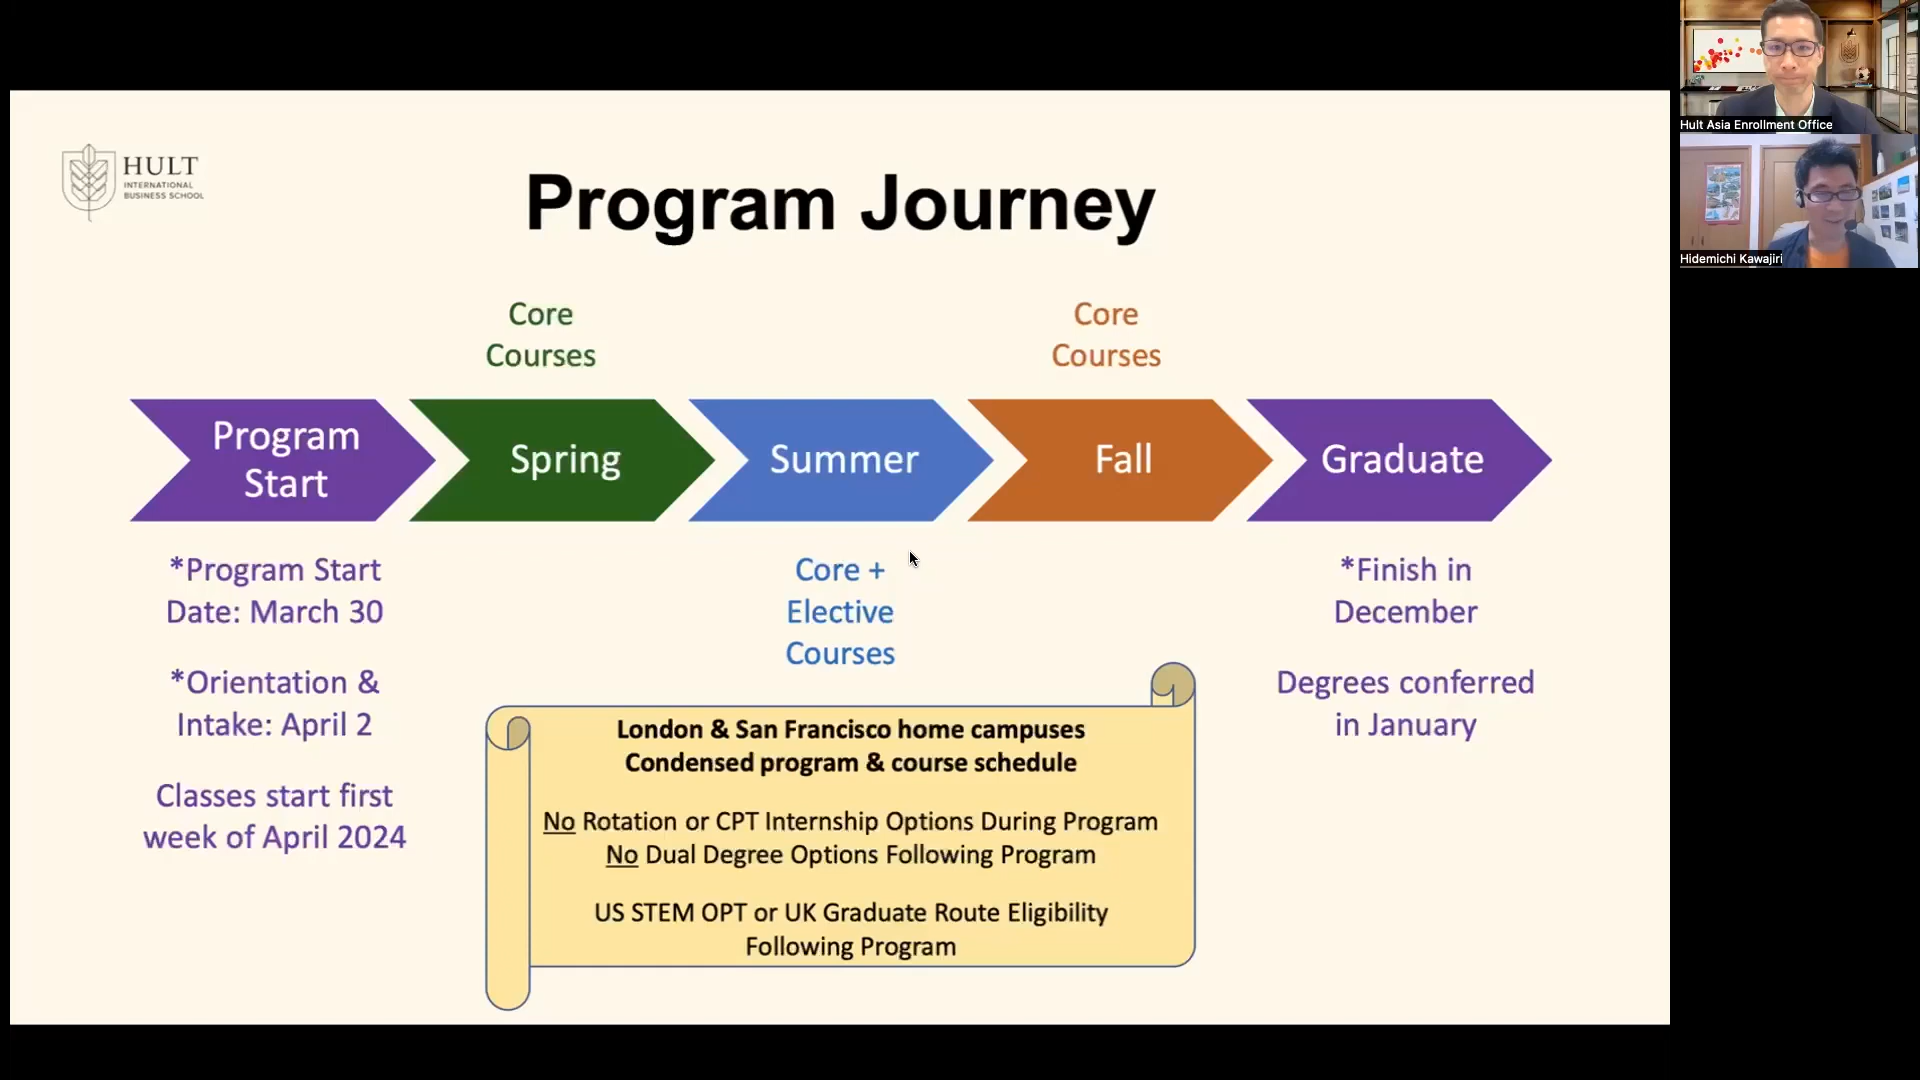 HULT
INTERNATIONAL
BUSINESS SCHOOL
Program Journey
Core
Courses
Core
Courses
Program
Start
Spring
Summer
Fall
Graduate
*Program Start
Date: March 30
*Orientation &
Intake: April 2
Classes start first
week of April 2024
Core +
Elective
Courses
*Finish in
December
Degrees conferred
in January
London & San Francisco home campuses
Condensed program & course schedule
No Rotation or CPT Internship Options During Program
No Dual Degree Options Following Program
US STEM OPT or UK Graduate Route Eligibility
Following Program
Hult Asia Enrollment Office
Hidemichi Kawajiri